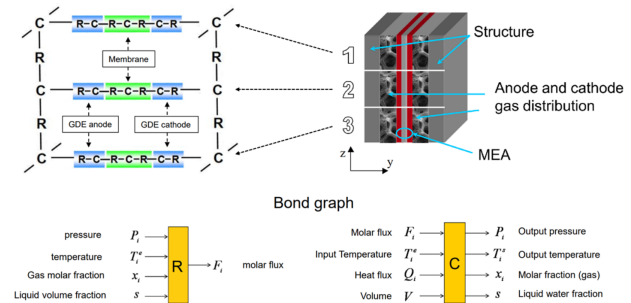 C R-C-R-C-R-C-R C
Membrane
R R
C R-C-R-C-R-C-R C
GDE anode GDE cathode
R R
C R-C-R-C-R-C-R C
1
2
3
Structure
Anode and cathode
gas distribution
MEA
z
y
Bond graph
pressure P_i
temperature T_i^e
Gas molar fraction x_i
Liquid volume fraction s
R
F_i molar flux
Molar flux F_i
Input Temperature T_i^e
Heat flux Q_i
Volume V
C
P_i Output pressure
T_i^s Output temperature
x_i Molar fraction (gas)
s Liquid water fraction